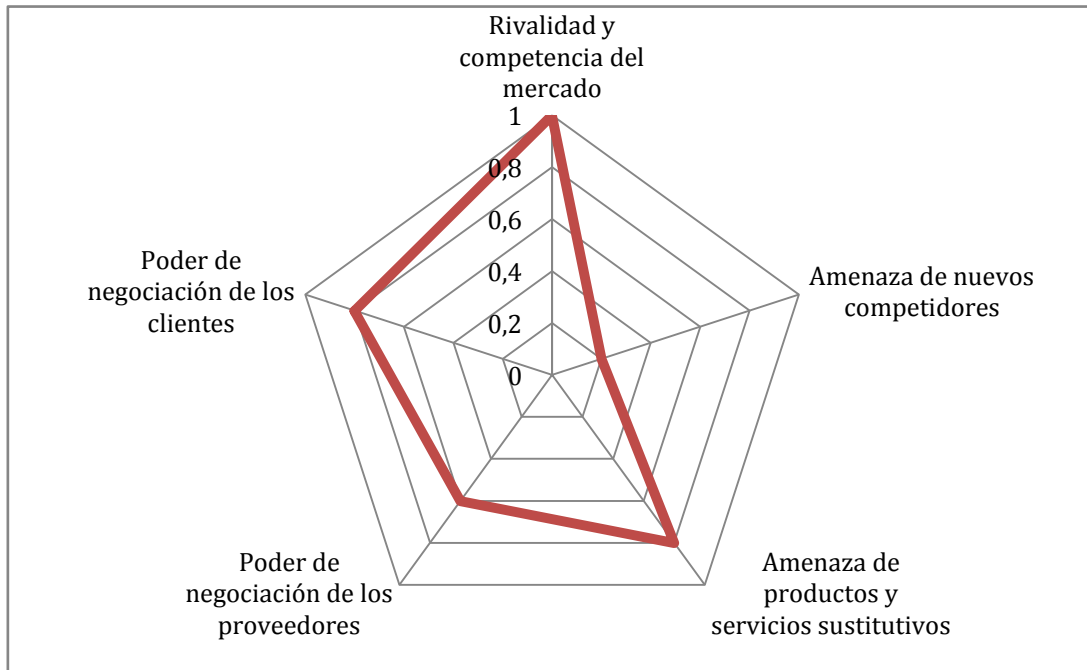 Rivalidad y
competencia del
mercado
1
0,8
0,6
0,4
0,2
0
Amenaza de nuevos
competidores
Amenaza de
productos y
servicios sustitutivos
Poder de
negociación de los
proveedores
Poder de
negociación de los
clientes